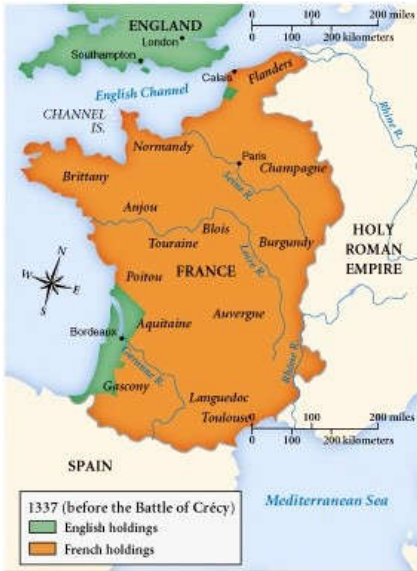 ENGLAND
London
Southampton
0 100 200 miles
0 100 200 kilometers
Calais
Flanders
English Channel
CHANNEL
IS.
Rhine R.
Normandy
Paris
Seine R.
Champagne
Brittany
Anjou
Blois
Touraine
Loire R.
Burgundy
HOLY
ROMAN
EMPIRE
N
W
E
S
Poitou
FRANCE
Bordeaux
Aquitaine
Auvergne
Garonne R.
Rhône R.
Gascony
Languedoc
Toulouse
0 100 200 miles
0 100 200 kilometers
SPAIN
Mediterranean Sea
1337 (before the Battle of Crécy)
English holdings
French holdings